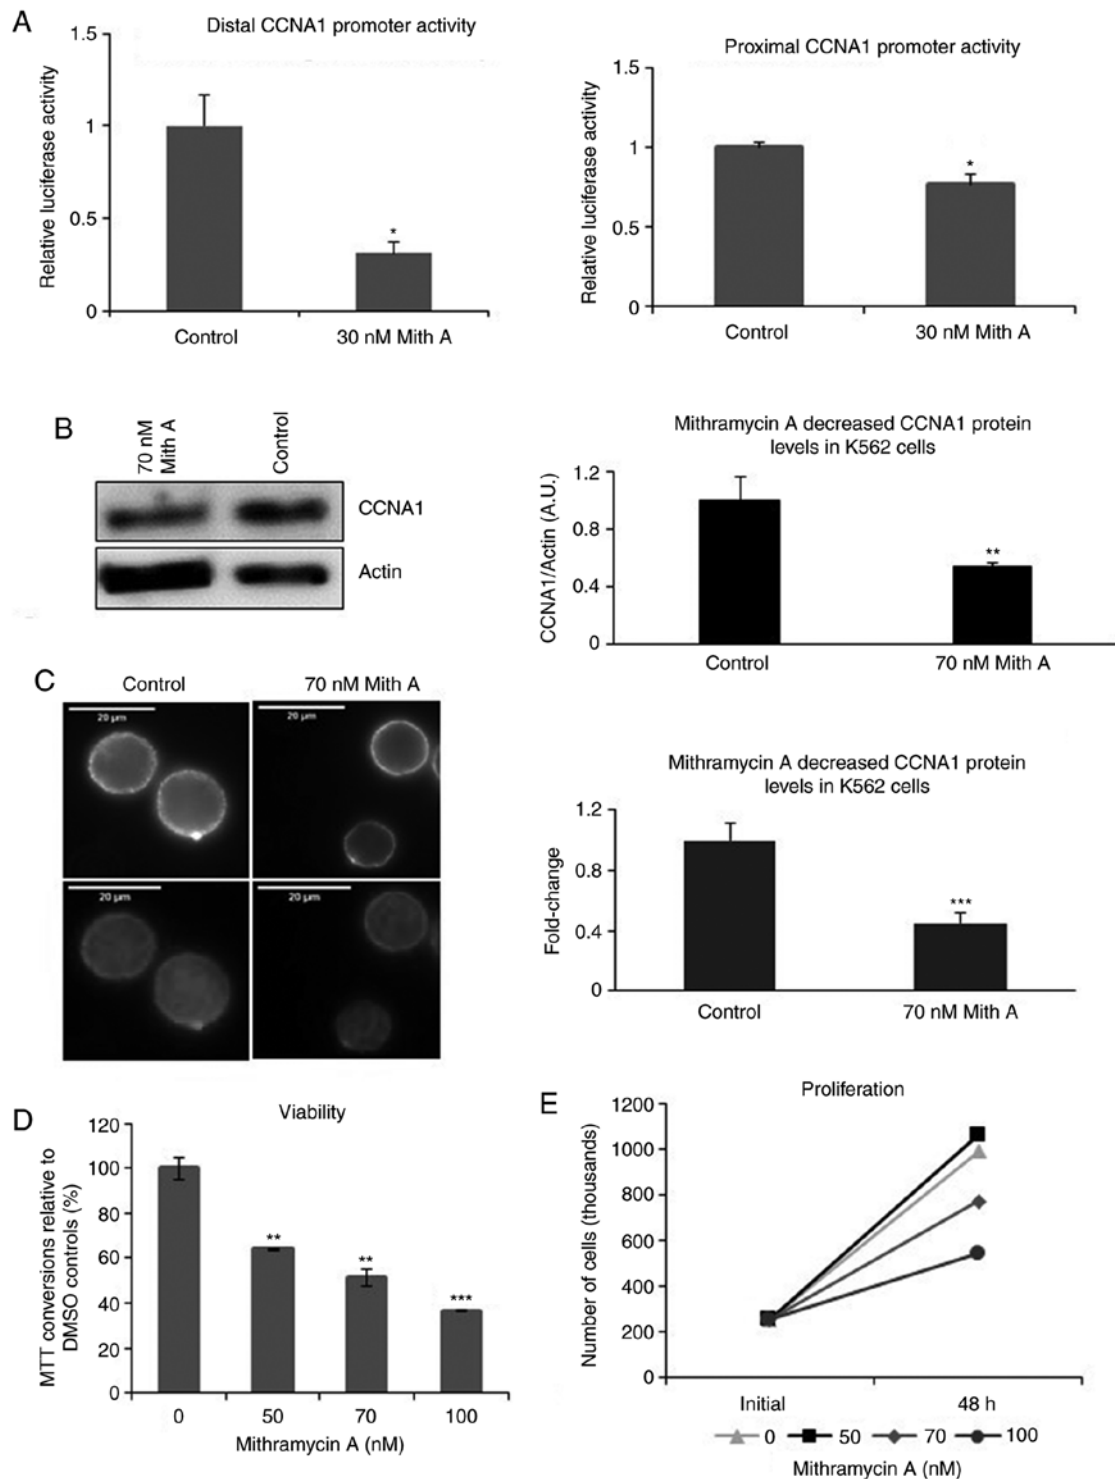 A
Distal CCNA1 promoter activity
Relative luciferase activity
1.5
1
0.5
0
Control
30 nM Mith A
Proximal CCNA1 promoter activity
Relative luciferase activity
1.5
1
0.5
0
*
*
Control
30 nM Mith A
B
70 nM
Mith A
Control
CCNA1
Actin
Mithramycin A decreased CCNA1 protein
levels in K562 cells
CCNA1/Actin (A.U.)
1.2
0.8
0.4
0
**
Control
70 nM Mith A
C
Control
70 nM Mith A
20 µm
20 µm
20 µm
20 µm
Mithramycin A decreased CCNA1 protein
levels in K562 cells
Fold-change
1.2
0.8
0.4
0
***
Control
70 nM Mith A
D
Viability
MTT conversions relative to
DMSO controls (%)
120
100
80
60
40
20
0
**
**
***
0
50
70
100
Mithramycin A (nM)
E
Proliferation
Number of cells (thousands)
1200
1000
800
600
400
200
0
Initial
48 h
0
50
70
100
Mithramycin A (nM)